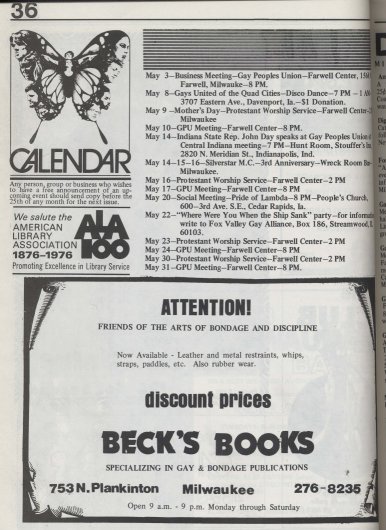 36
CALENDAR
Any person, group or business who wishes
to have a free announcement of an up
coming event should send copy before the
25th of any month for the next issue.
We salute the
AMERICAN
LIBRARY
ASSOCIATION
1876-1976
ALA
100
Promoting Excellence in Library Service
May 3—Business Meeting—Gay Peoples Union—Farwell Center,
Farwell, Milwauke—8 PM.
May 8—Gays United of the Quad Cities—Disco Dance—7 PM – 1
3707 Eastern Ave., Davenport, Ia.—$1 Donation.
May 9 —Mother's Day—Protestant Worship Service—Farwell Center-
Milwaukee
May 10—GPU Meeting—Farwell Center—8 PM.
May 14—Indiana State Rep. John Day speaks at Gay Peoples Union
Central Indiana meeting—7 PM—Hunt Room, Stouffer's
2820 N. Meridian St., Indianapolis, Ind.
May 14—15—16—Silverstar M.C.,—3rd Anniversary—Wreck Room
Milwaukee.
May 16—Protestant Worship Service—Farwell Center—2 PM
May 17—GPU Meeting—Farwell Center—8 PM
May 20—Social Meeting—Pride of Lambda—8 PM—People's Church,
600—3rd Ave. S.E., Cedar Rapids, Ia.
May 22—"Where Were You When the Ship Sank" party—for
write to Fox Valley Gay Alliance, Box 186, Streamwood,
60103.
May 23—Protestant Worship Service—Farwell Center—2 PM
May 24—GPU Meeting—Farwell Center—8 PM.
May 30—Protestant Worship Service—Farwell Center—2 PM
May 31—GPU Meeting—Farwell Center—8 PM.
ATTENTION!
FRIENDS OF THE ARTS OF BONDAGE AND DISCIPLINE
Now Available - Leather and metal restraints, whips,
straps, paddles, etc. Also rubber wear.
discount prices
BECK'S BOOKS
SPECIALIZING IN GAY & BONDAGE PUBLICATIONS
753 N. Plankinton Milwaukee 276-8235
Open 9 a.m. - 9 p.m. Monday through Saturday